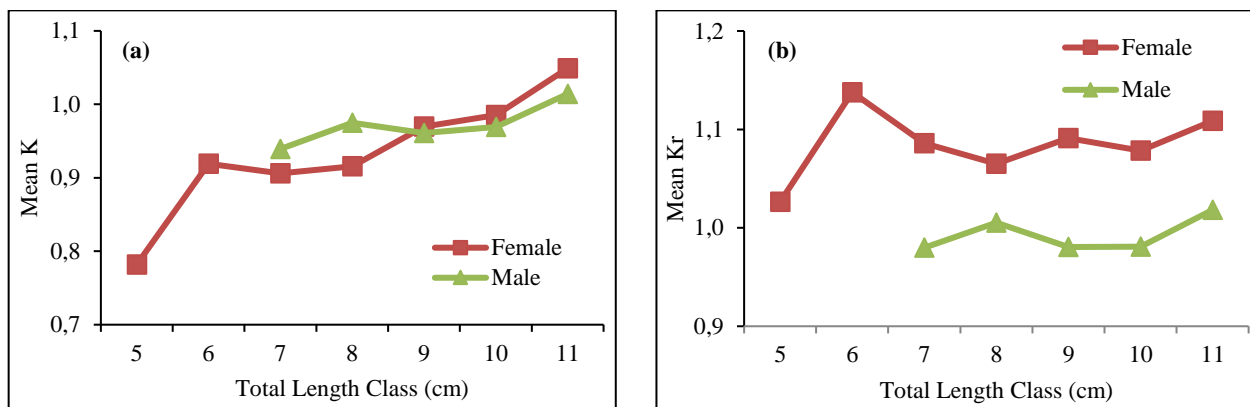 (a)
Mean K
1,1
1,0
0,9
0,8
0,7
5 6 7 8 9 10 11
Total Length Class (cm)
Female
Male
(b)
Mean Kr
1,2
1,1
1,0
0,9
5 6 7 8 9 10 11
Total Length Class (cm)
Female
Male